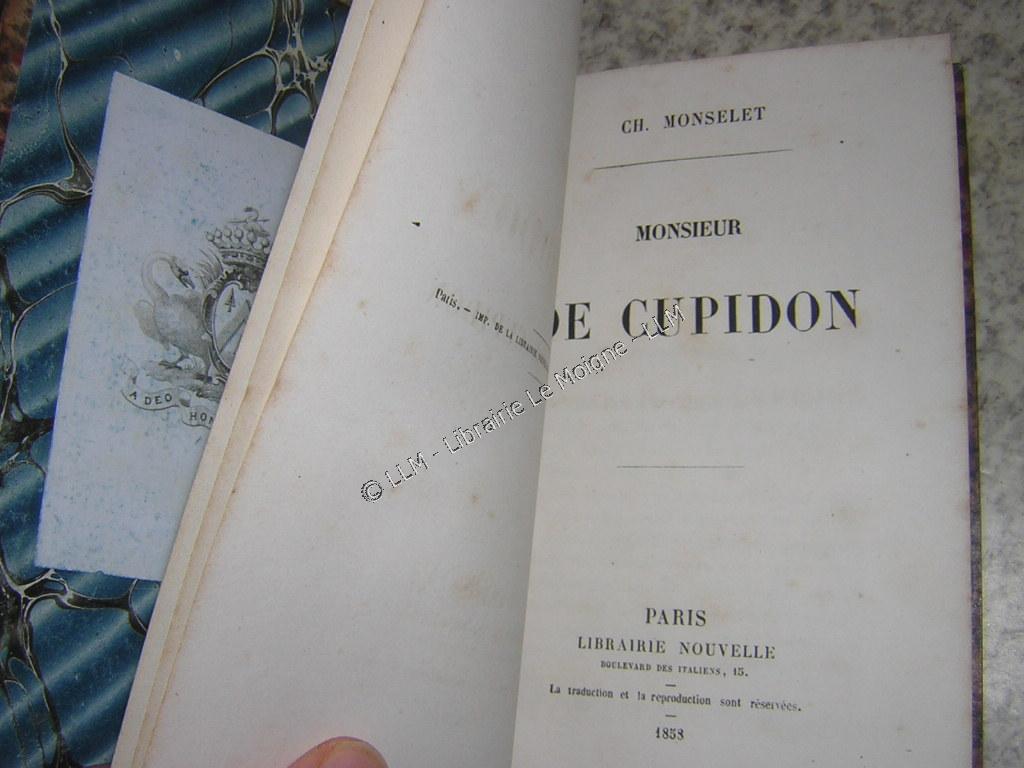 A DEO
HON
Paris. — IMP. DE LA LIBRAIRIE
CH. MONSELET
MONSIEUR
DE CUPIDON
PARIS
LIBRAIRIE NOUVELLE
BOULEVARD DES ITALIENS, 15.
La traduction et la reproduction sont réservées.
1858
© LLM - Librairie Le Moigne - LLM